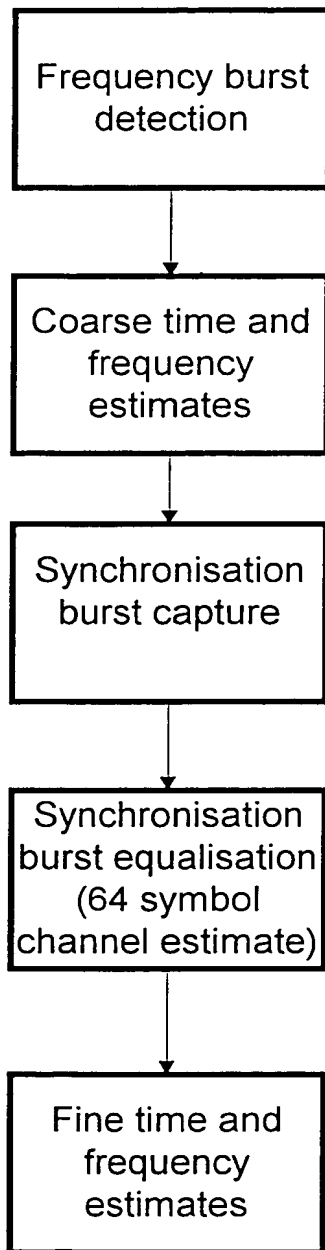 Frequency burst
detection
Coarse time and
frequency
estimates
Synchronisation
burst capture
Synchronisation
burst equalisation
(64 symbol
channel estimate)
Fine time and
frequency
estimates